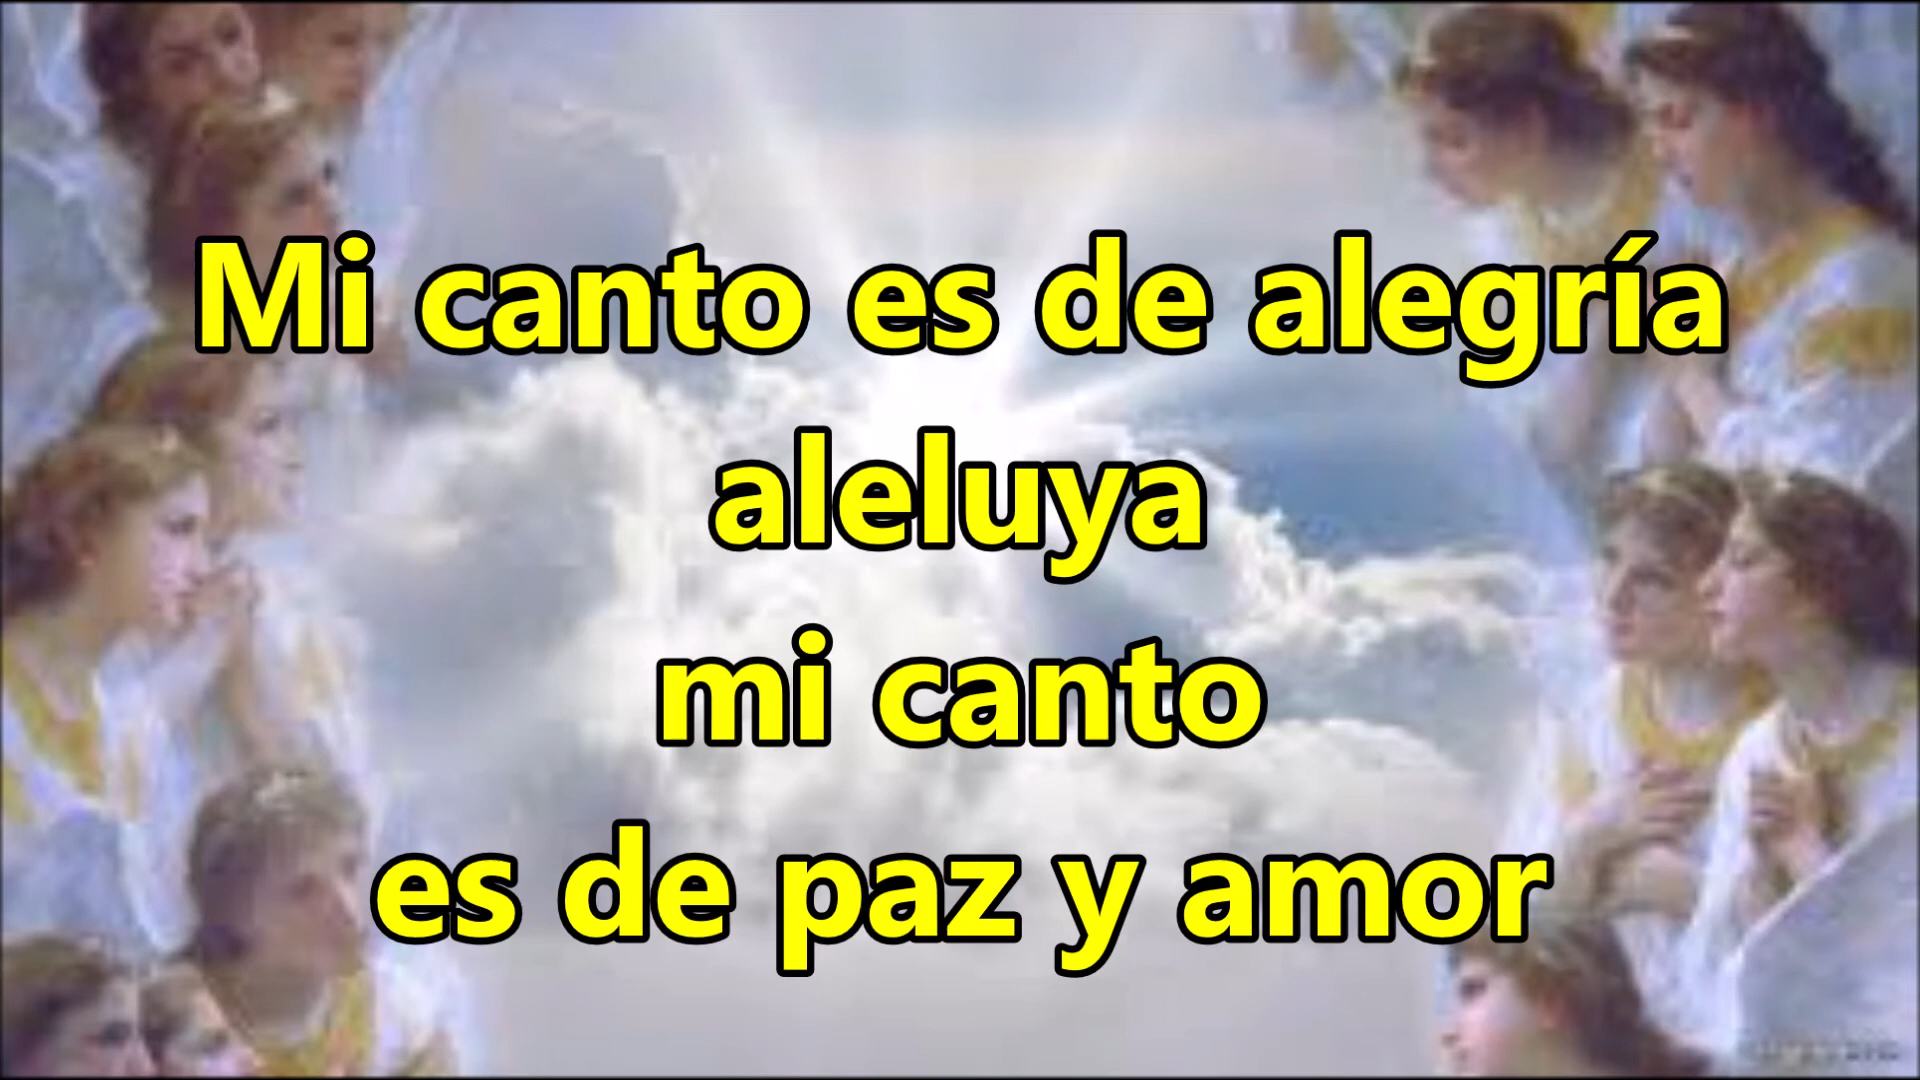 Mi canto es de alegría
aleluya
mi canto
es de paz y amor